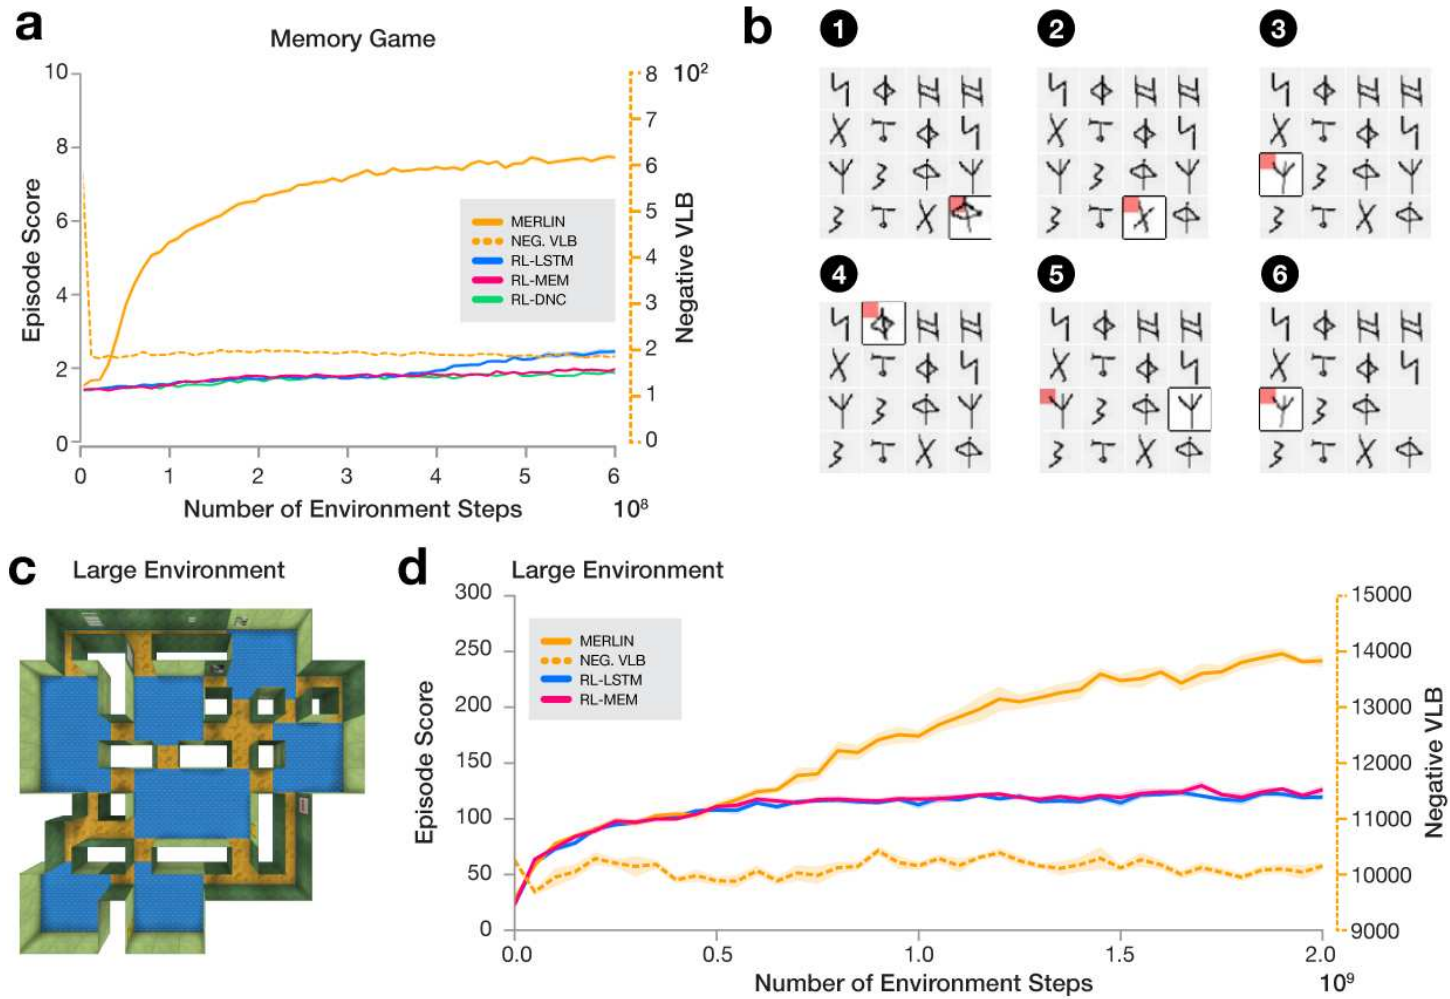 a
Memory Game
10
8
6
4
2
0
Episode Score
0 1 2 3 4 5 6
Number of Environment Steps
10⁸
8 10²
7
6
5
4
3
2
1
0
Negative VLB
MERLIN
NEG. VLB
RL-LSTM
RL-MEM
RL-DNC
b
1 2 3
4 5 6
c
Large Environment
d
Large Environment
300
250
200
150
100
50
0
Episode Score
MERLIN
NEG. VLB
RL-LSTM
RL-MEM
15000
14000
13000
12000
11000
10000
9000
Negative VLB
0.0 0.5 1.0 1.5 2.0
Number of Environment Steps
10⁹